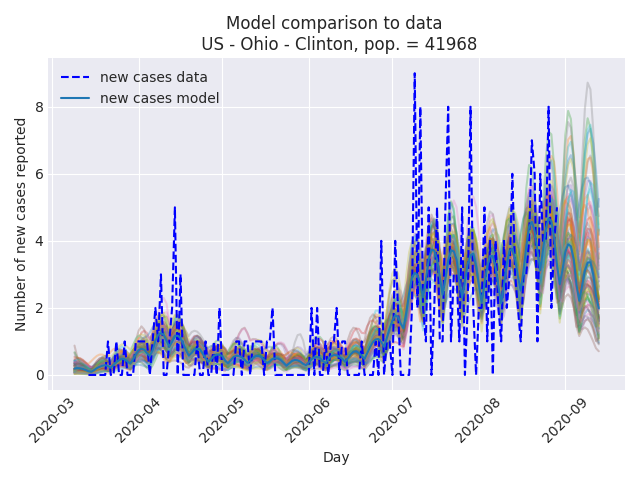 Model comparison to data
US - Ohio - Clinton, pop. = 41968
new cases data
new cases model
Number of new cases reported
8
6
4
2
0
2020-03
2020-04
2020-05
2020-06
2020-07
2020-08
2020-09
Day